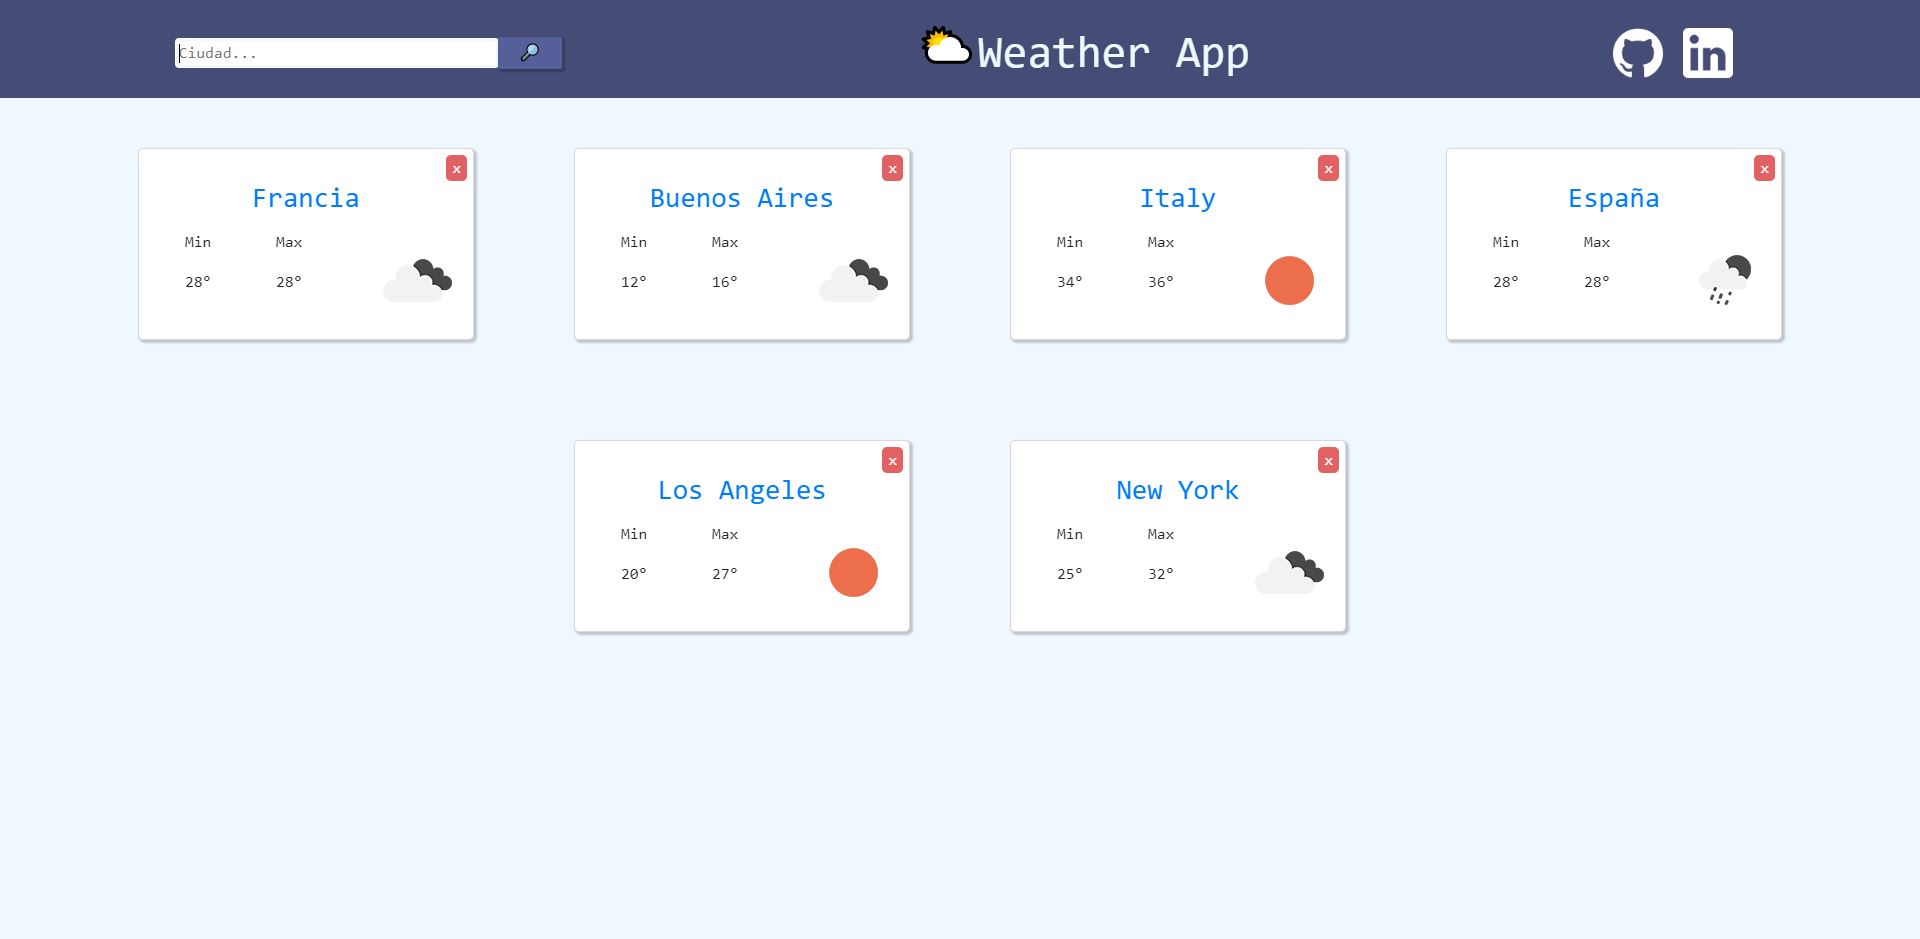 Ciudad...
Weather App
in
x
Francia
Min Max
28° 28°
x
Buenos Aires
Min Max
12° 16°
x
Italy
Min Max
34° 36°
x
España
Min Max
28° 28°
x
Los Angeles
Min Max
20° 27°
x
New York
Min Max
25° 32°